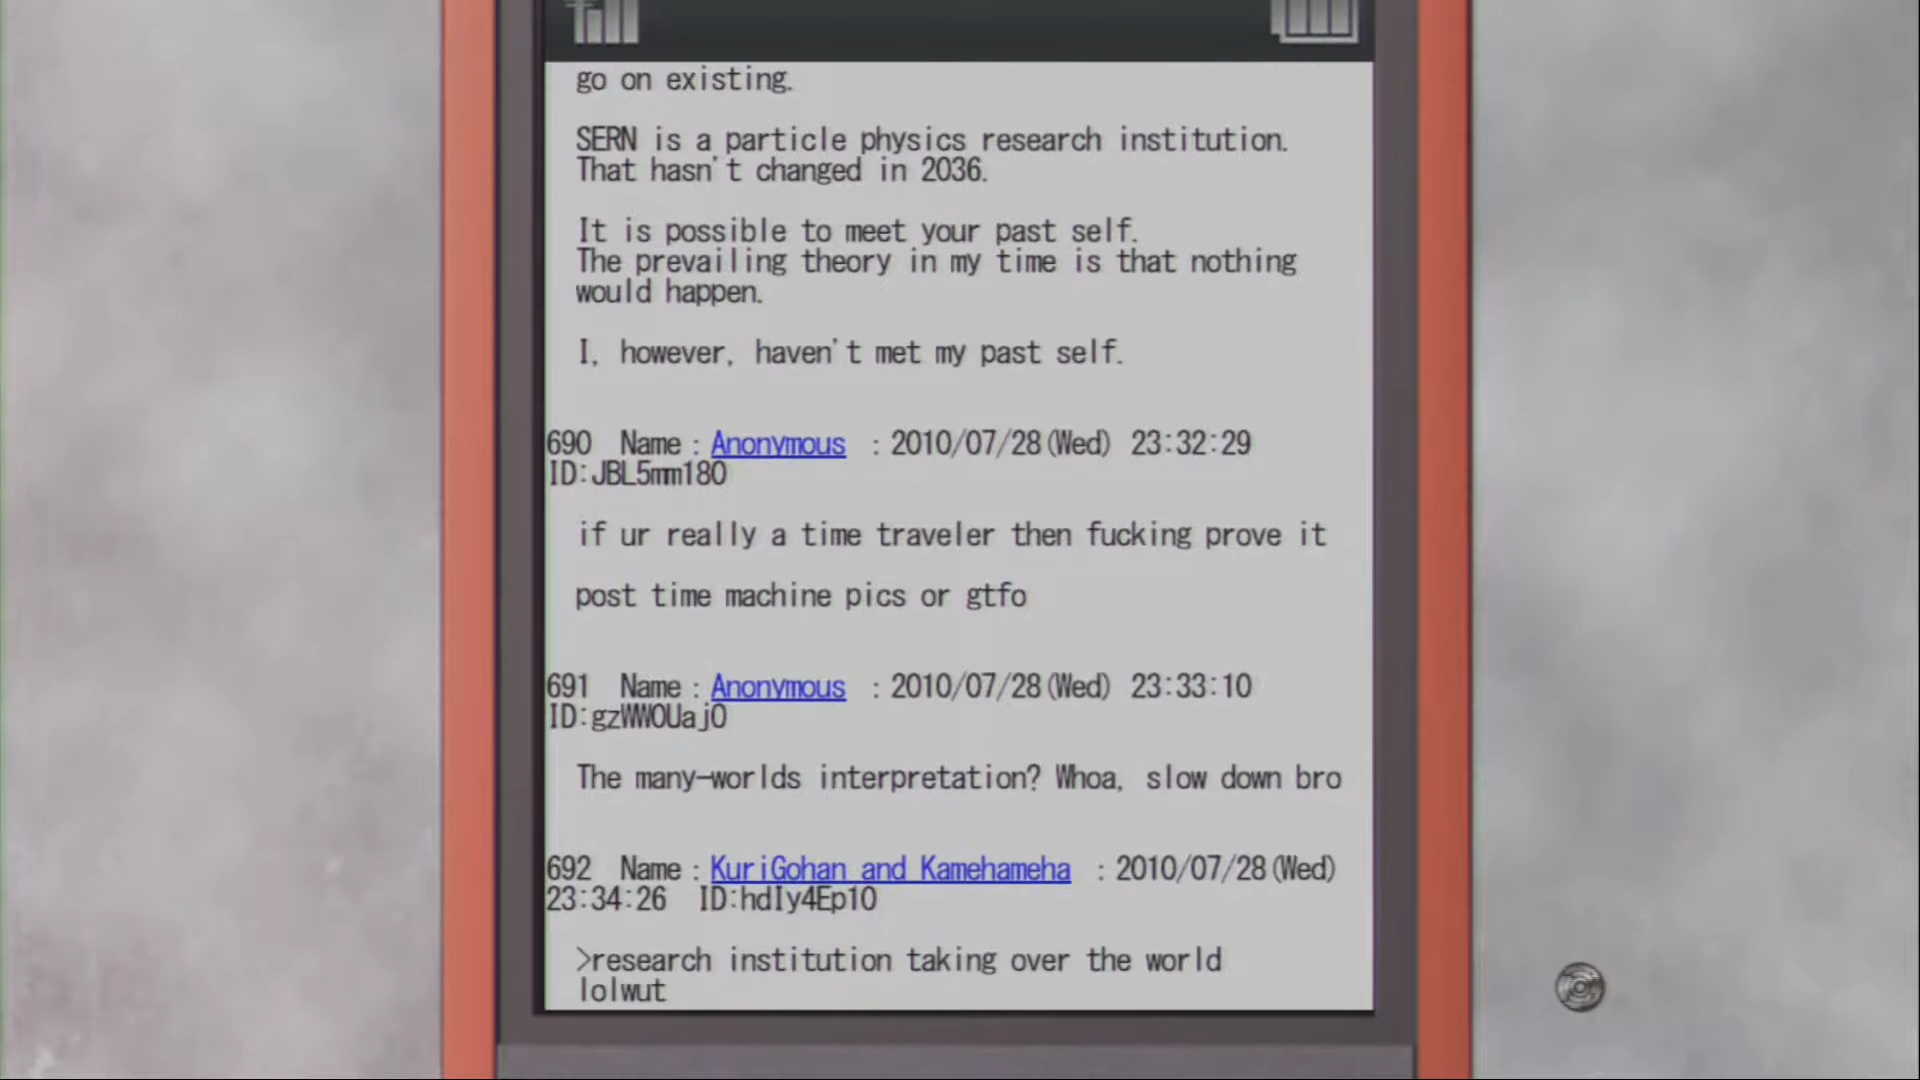 go on existing.
SERN is a particle physics research institution.
That hasn't changed in 2036.
It is possible to meet your past self.
The prevailing theory in my time is that nothing
would happen.
I, however, haven't met my past self.
690 Name : Anonymous : 2010/07/28(Wed) 23:32:29
ID:JBL5mm180
if ur really a time traveler then fucking prove it
post time machine pics or gtfo
691 Name : Anonymous : 2010/07/28(Wed) 23:33:10
ID:gzWWOUaj0
The many-worlds interpretation? Whoa, slow down bro
692 Name : KuriGohan and Kamehameha : 2010/07/28(Wed)
23:34:26 ID:hdIy4Ep10
>research institution taking over the world
lolwut